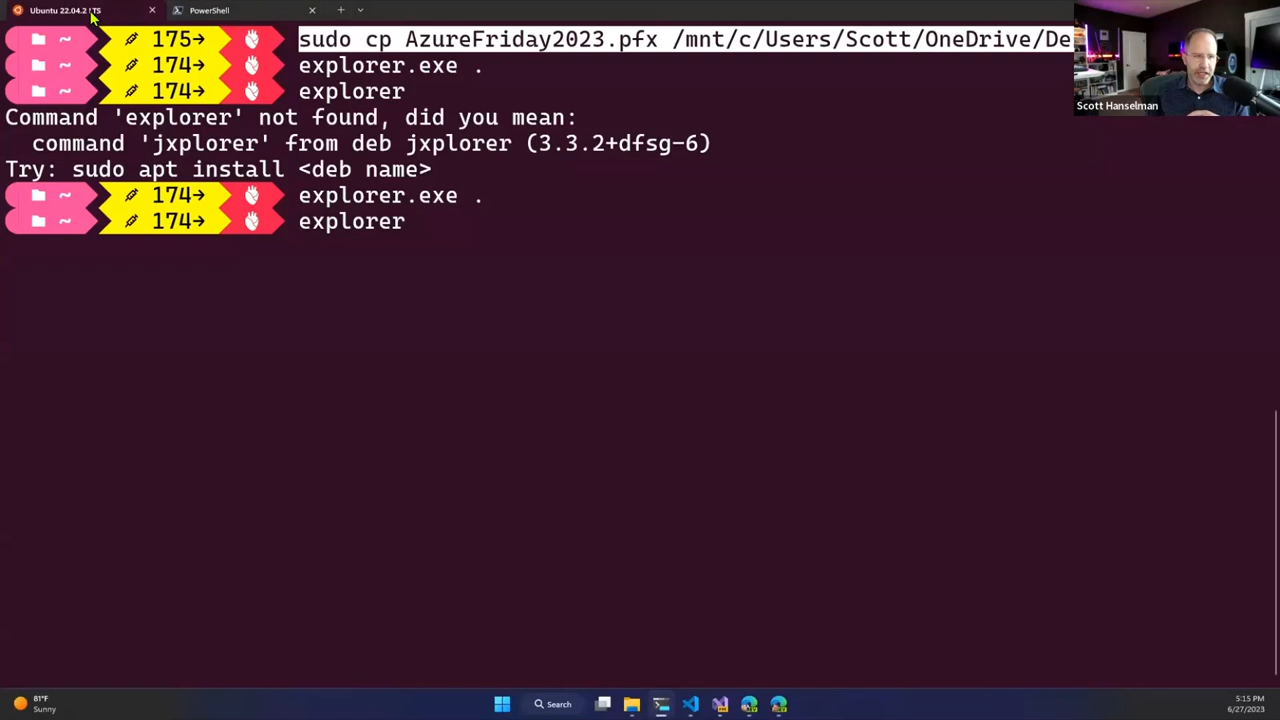 Ubuntu 22.04.2 LTS
PowerShell
~ 175→ sudo cp AzureFriday2023.pfx /mnt/c/Users/Scott/OneDrive/De
~ 174→ explorer.exe .
~ 174→ explorer
Command 'explorer' not found, did you mean:
command 'jxplorer' from deb jxplorer (3.3.2+dfsg-6)
Try: sudo apt install <deb name>
~ 174→ explorer.exe .
~ 174→ explorer
Scott Hanselman
81°F
Sunny
Search
5:15 PM
6/27/2023